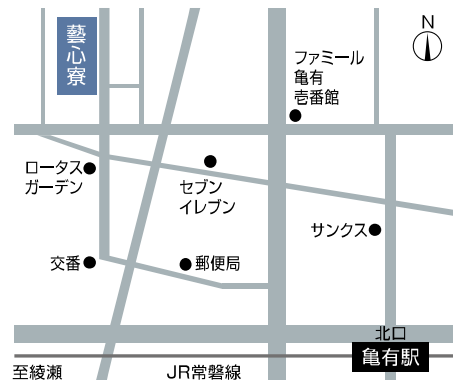 N
藝心寮
ファミール
亀有
壱番館
ロータス
ガーデン
セブン
イレブン
サンクス
交番
郵便局
北口
亀有駅
至綾瀬
JR常磐線